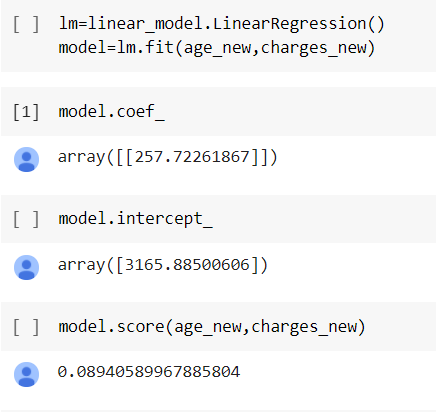 [ ] lm=linear_model.LinearRegression()
model=lm.fit(age_new,charges_new)
[1] model.coef_
array([[257.72261867]])
[ ] model.intercept_
array([3165.88500606])
[ ] model.score(age_new,charges_new)
0.08940589967885804